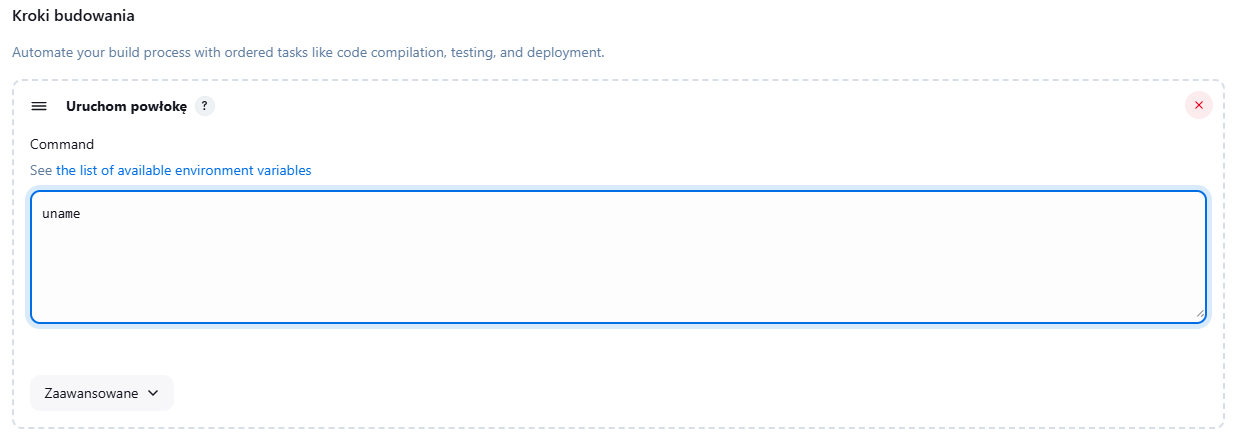 Kroki budowania
Automate your build process with ordered tasks like code compilation, testing, and deployment.
Uruchom powłokę ?
Command
See the list of available environment variables
uname
Zaawansowane